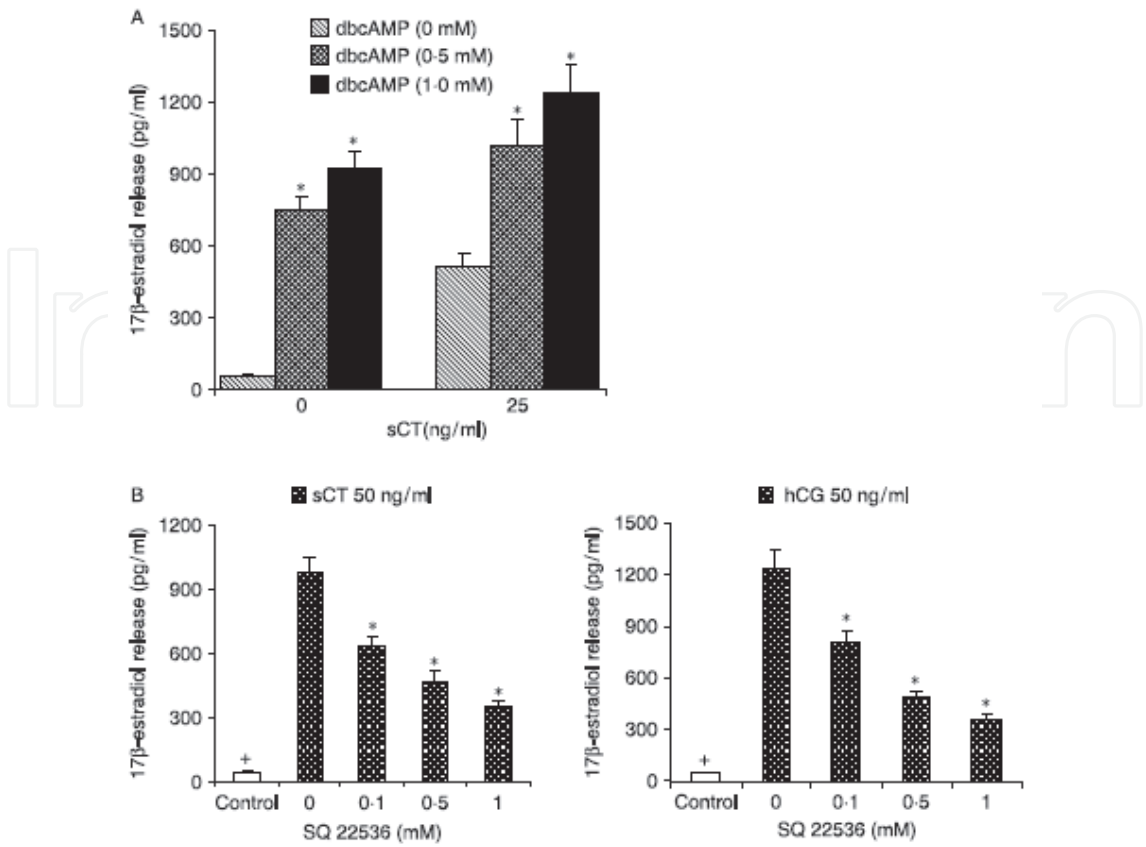 A
1500
1200
900
600
300
0
17β-estradiol release (pg/ml)
dbcAMP (0 mM)
dbcAMP (0·5 mM)
dbcAMP (1·0 mM)
*
*
*
*
0
25
sCT(ng/ml)
B
sCT 50 ng/ml
1200
900
600
300
0
17β-estradiol release (pg/ml)
+
*
*
*
Control 0 0·1 0·5 1
SQ 22536 (mM)
hCG 50 ng/ml
1500
1200
900
600
300
0
17β-estradiol release (pg/ml)
+
*
*
*
Control 0 0·1 0·5 1
SQ 22536 (mM)